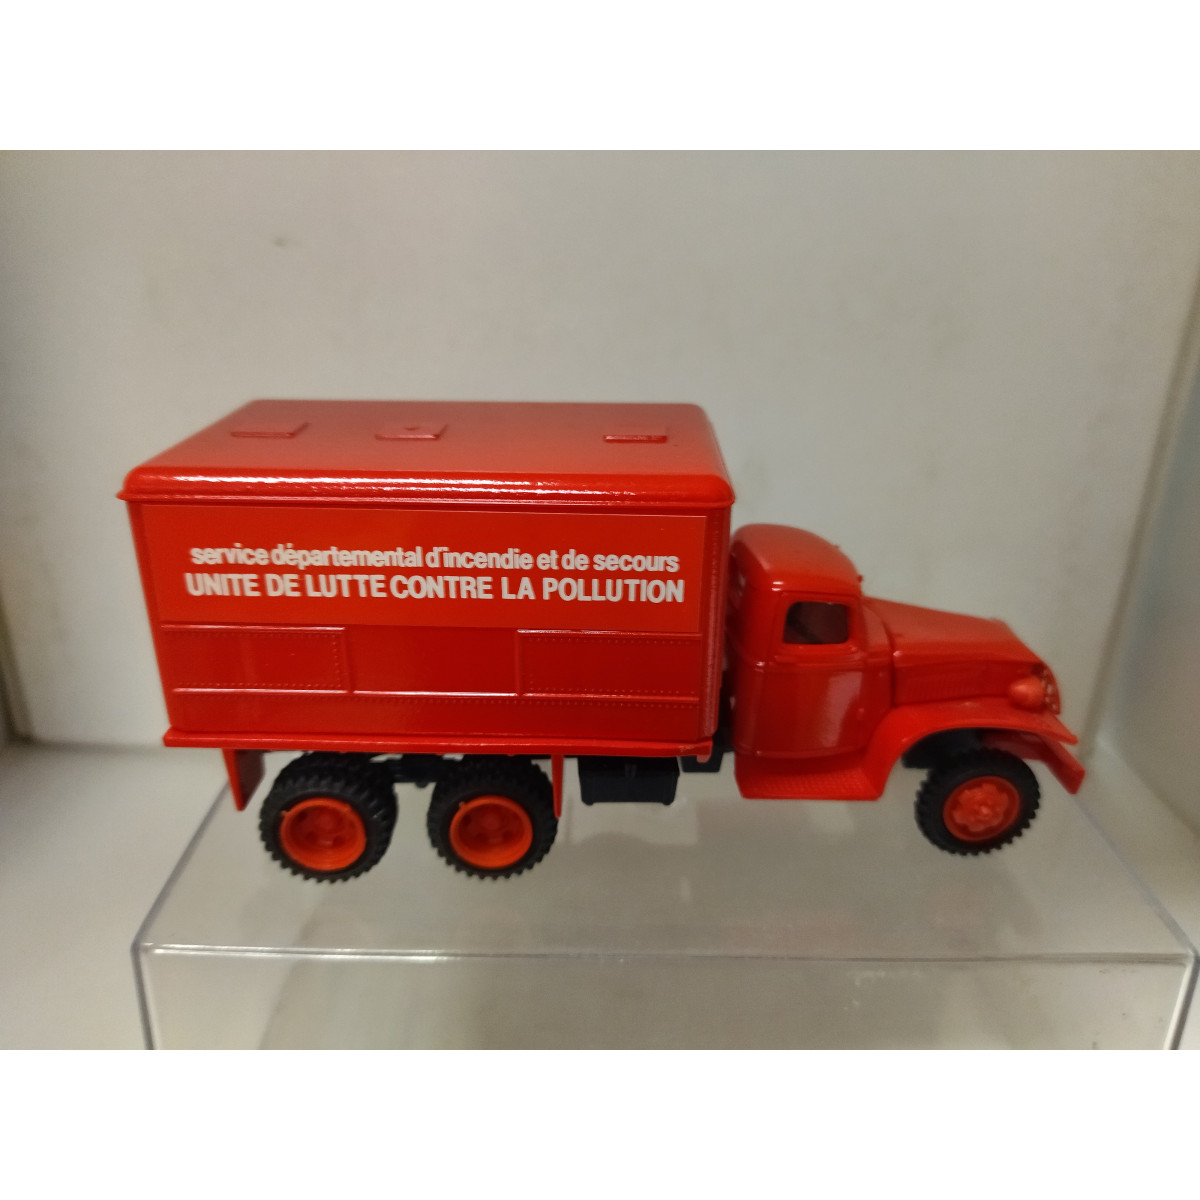 service départemental d'incendie et de secours
UNITE DE LUTTE CONTRE LA POLLUTION